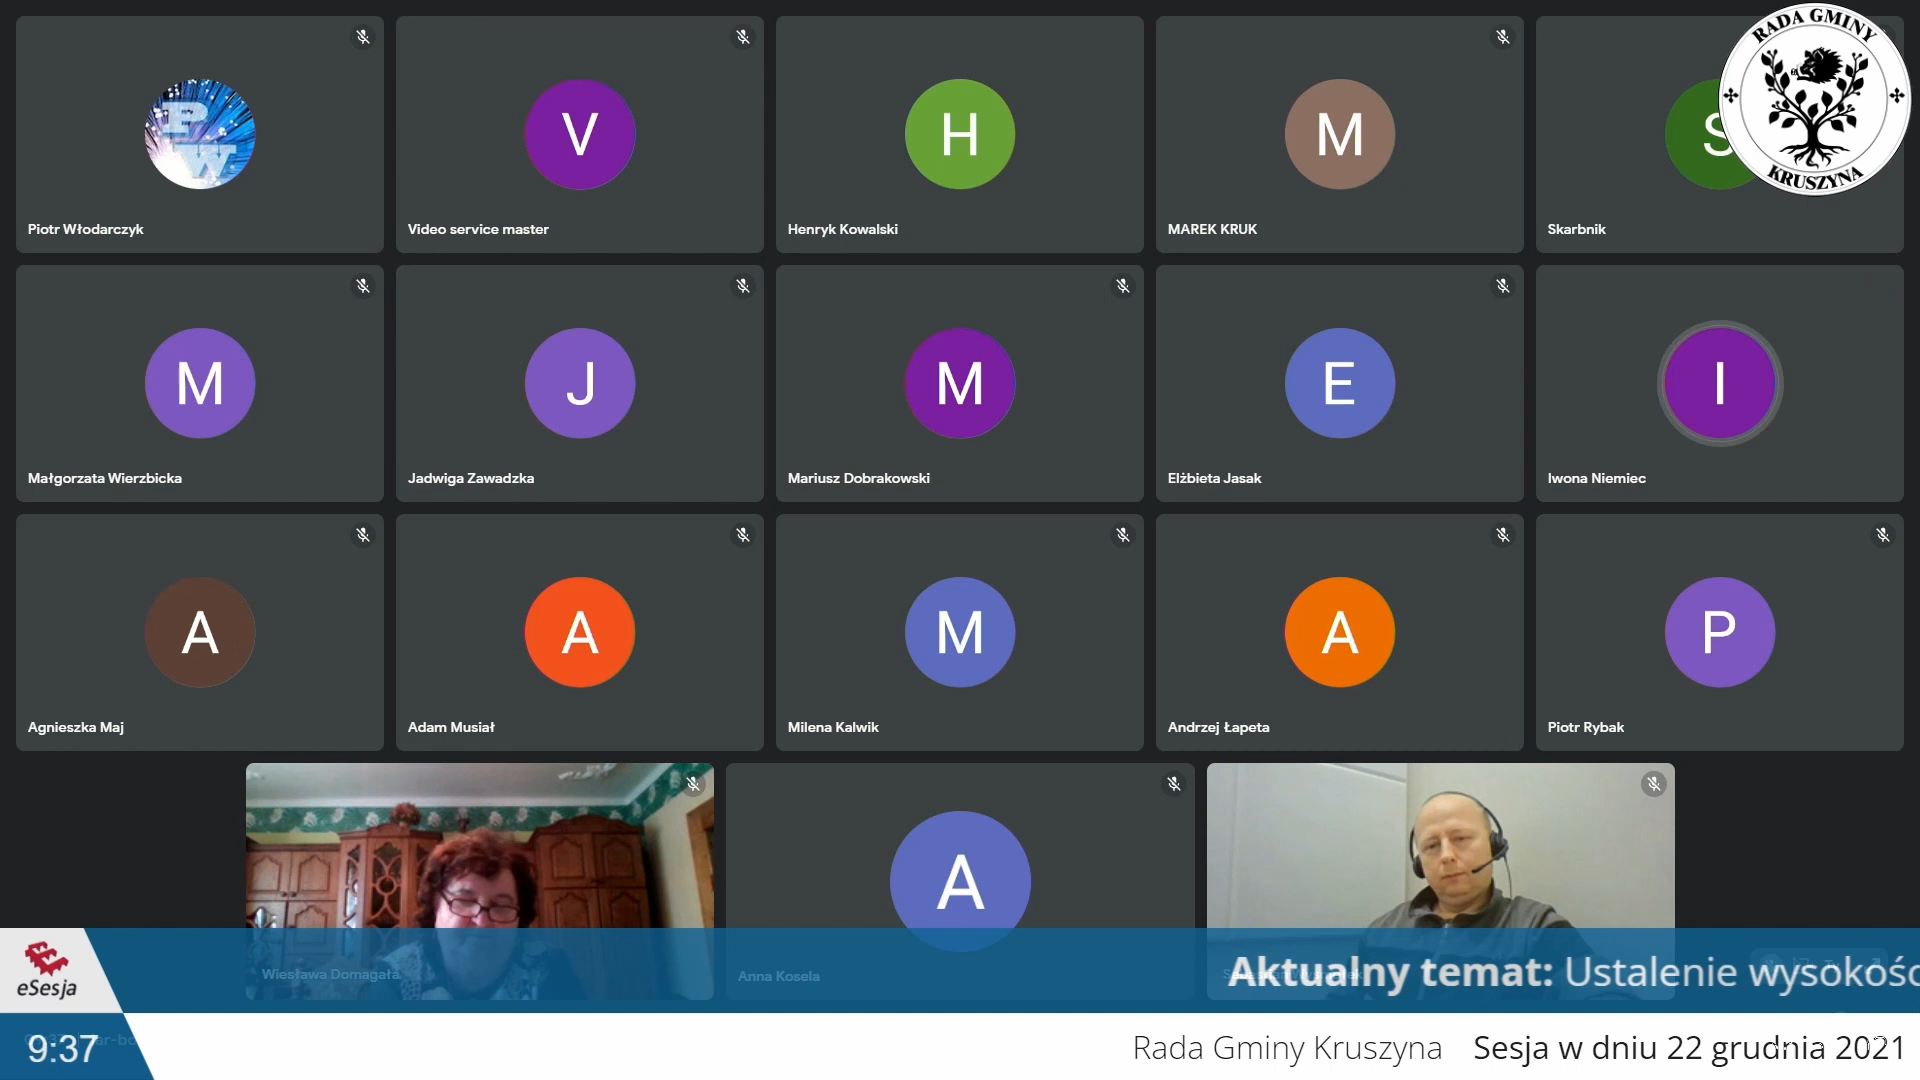 RADA GMINY
KRUSZYNA
P
W
V
H
M
S
Piotr Włodarczyk
Video service master
Henryk Kowalski
MAREK KRUK
Skarbnik
M
J
M
E
I
Małgorzata Wierzbicka
Jadwiga Zawadzka
Mariusz Dobrakowski
Elżbieta Jasak
Iwona Niemiec
A
A
M
A
P
Agnieszka Maj
Adam Musiał
Milena Kalwik
Andrzej Łapeta
Piotr Rybak
A
Wiesława Domagała
Anna Kosela
eSesja
Aktualny temat: Ustalenie wysokośc
9:37
Rada Gminy Kruszyna Sesja w dniu 22 grudnia 2021